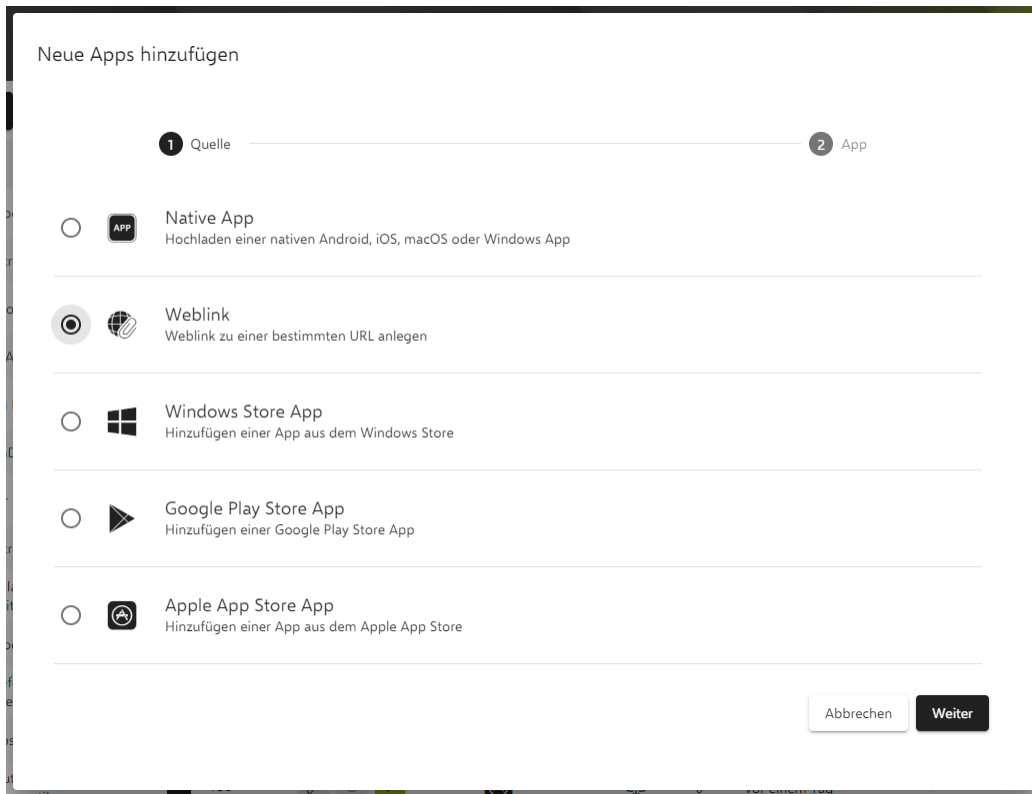 Neue Apps hinzufügen
1 Quelle
2 App
APP
Native App
Hochladen einer nativen Android, iOS, macOS oder Windows App
Weblink
Weblink zu einer bestimmten URL anlegen
Windows Store App
Hinzufügen einer App aus dem Windows Store
Google Play Store App
Hinzufügen einer Google Play Store App
Apple App Store App
Hinzufügen einer App aus dem Apple App Store
Abbrechen
Weiter
vor einem Tag